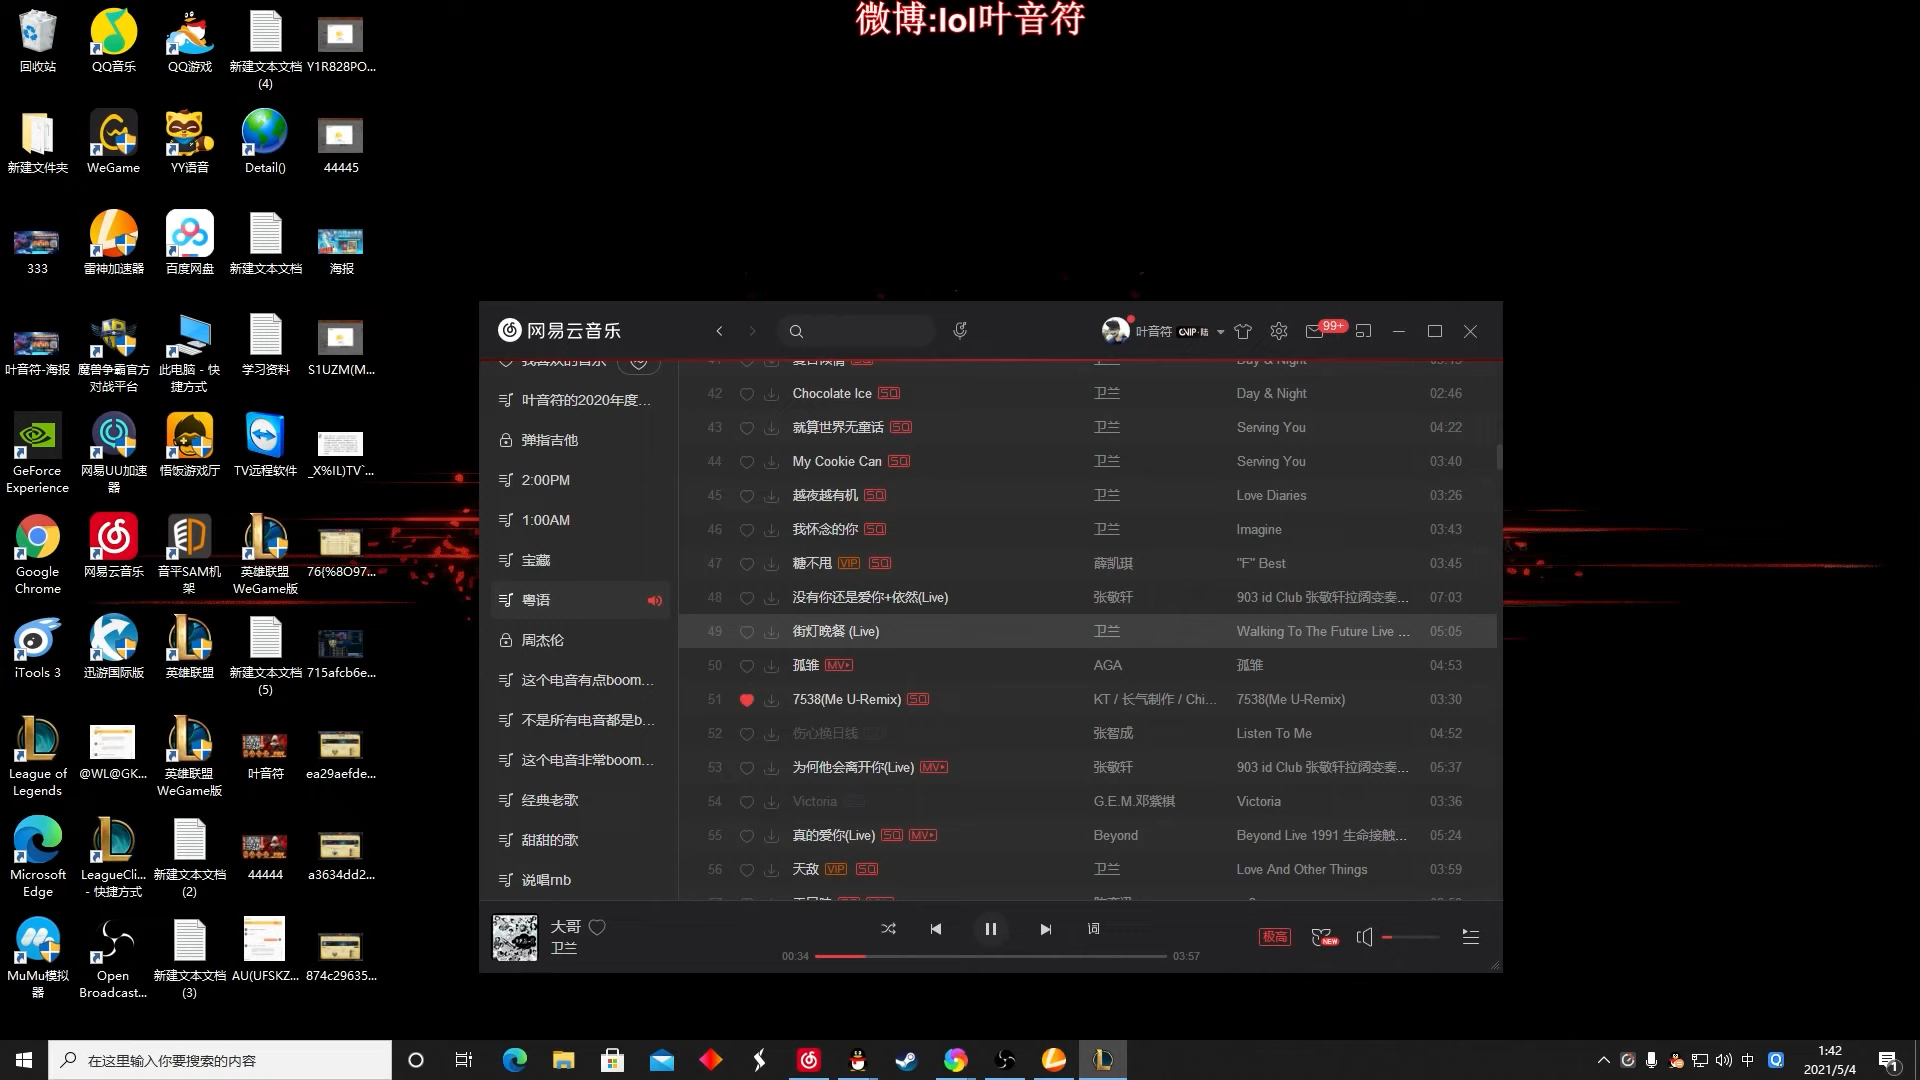 微博:lol叶音符
回收站
QQ音乐
QQ游戏
新建文本文档
(4)
Y1R828PO...
新建文件夹
WeGame
YY语音
Detail()
44445
333
雷神加速器
百度网盘
新建文本文档
海报
叶音符-海报
魔兽争霸官方
对战平台
此电脑 - 快
捷方式
学习资料
S1UZM(M...
GeForce
Experience
网易UU加速
器
悟饭游戏厅
TV远程软件
_X%IL)TV`...
Google
Chrome
网易云音乐
音平SAM机
架
英雄联盟
WeGame版
76{%8O97...
iTools 3
迅游国际版
英雄联盟
新建文本文档
(5)
715afcb6e...
League of
Legends
@WL@GK...
英雄联盟
WeGame版
叶音符
ea29aefde...
Microsoft
Edge
LeagueCli...
- 快捷方式
新建文本文档
(2)
44444
a3634dd2...
MuMu模拟
器
Open
Broadcast...
新建文本文档
(3)
AU(UFSKZ...
874c29635...
网易云音乐
叶音符
99+
我喜欢的音乐
叶音符的2020年度...
弹指吉他
2:00PM
1:00AM
宝藏
粤语
周杰伦
这个电音有点boom...
不是所有电音都是b...
这个电音非常boom...
经典老歌
甜甜的歌
说唱rnb
42 Chocolate Ice SQ 卫兰 Day & Night 02:46
43 就算世界无童话 SQ 卫兰 Serving You 04:22
44 My Cookie Can SQ 卫兰 Serving You 03:40
45 越夜越有机 SQ 卫兰 Love Diaries 03:26
46 我怀念的你 SQ 卫兰 Imagine 03:43
47 糖不甩 VIP SQ 薛凯琪 "F" Best 03:45
48 没有你还是爱你+依然(Live) 张敬轩 903 id Club 张敬轩拉阔变奏... 07:03
49 街灯晚餐 (Live) 卫兰 Walking To The Future Live ... 05:05
50 孤雏 MV AGA 孤雏 04:53
51 7538(Me U-Remix) SQ KT / 长气制作 / Chi... 7538(Me U-Remix) 03:30
52 伤心换日线 张智成 Listen To Me 04:52
53 为何他会离开你(Live) MV 张敬轩 903 id Club 张敬轩拉阔变奏... 05:37
54 Victoria G.E.M.邓紫棋 Victoria 03:36
55 真的爱你(Live) SQ MV Beyond Beyond Live 1991 生命接触... 05:24
56 天敌 VIP SQ 卫兰 Love And Other Things 03:59
大哥
卫兰
词
00:34
03:57
极高
NEW
在这里输入你要搜索的内容
中
1:42
2021/5/4
1